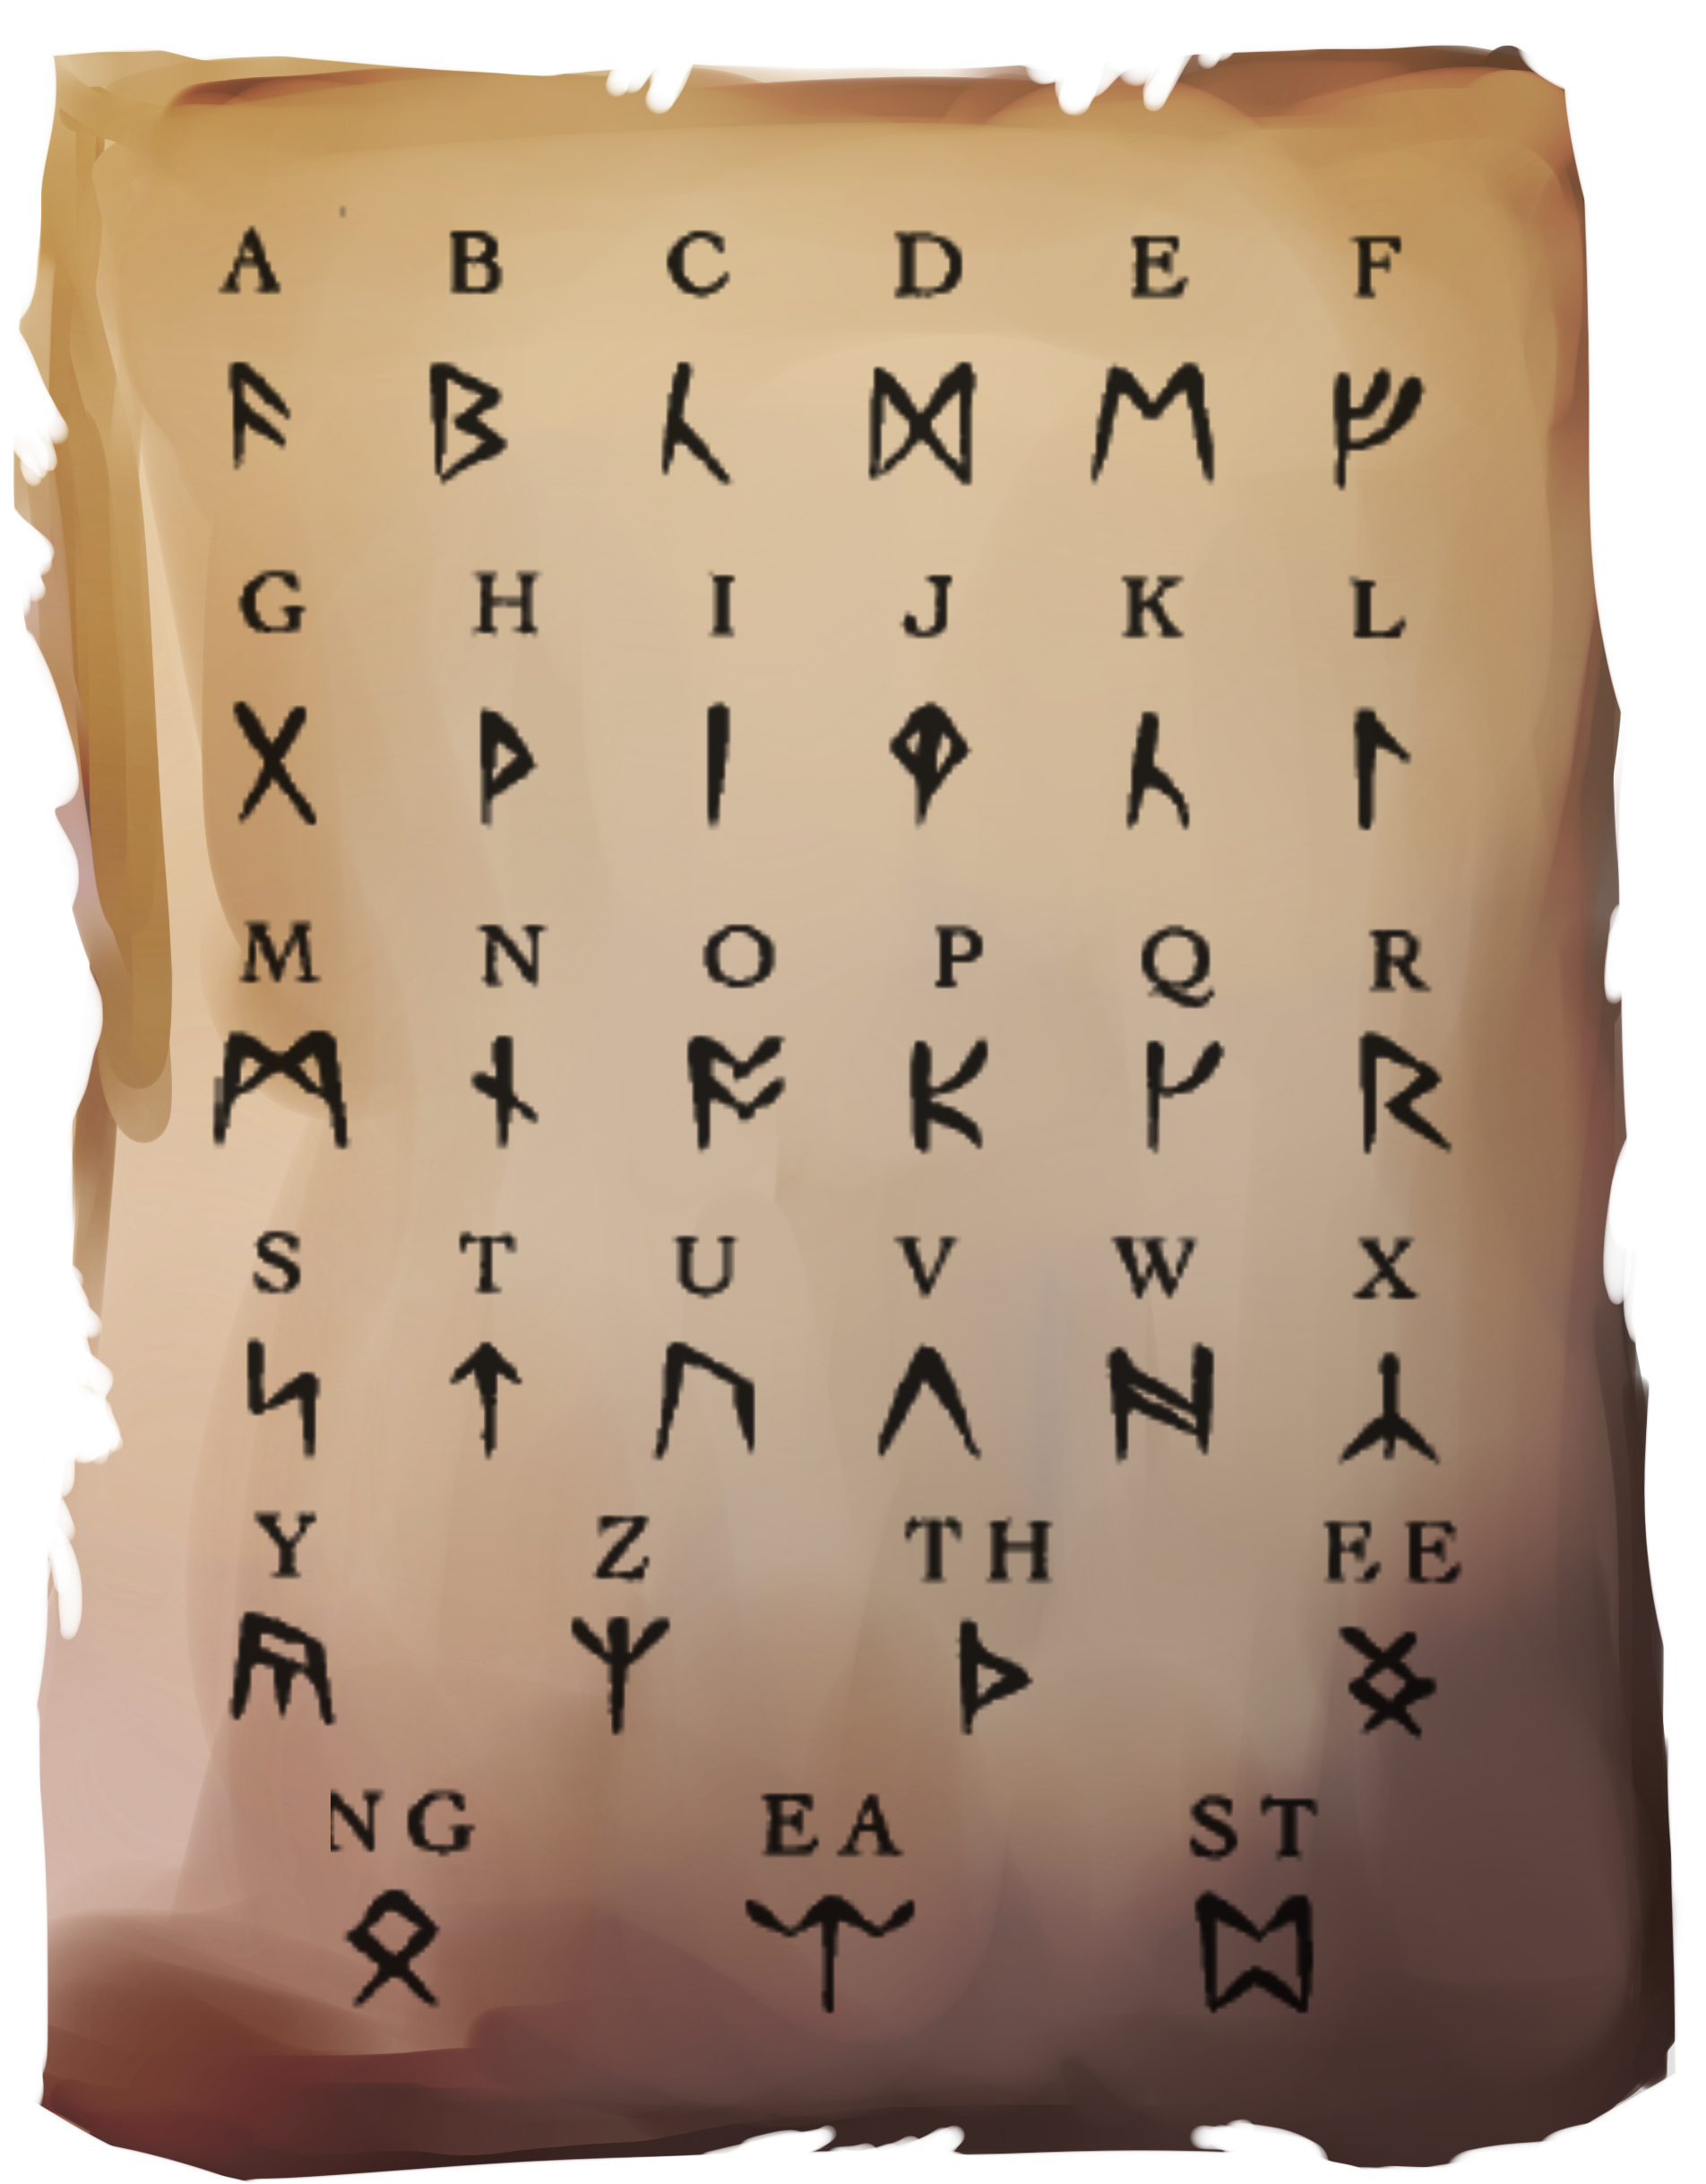 A B C D E F
ᚨ ᛒ ᚳ ᛞ ᛖ ᚠ
G H I J K L
ᚷ ᚦ ᛁ ᛄ ᚳ ᛚ
M N O P Q R
ᛗ ᚾ ᚩ K ᚴ ᚱ
S T U V W X
ᛋ ᛏ ᚢ Λ ᚻ ᛦ
Y Z TH EE
ᚪ ᛉ ᚦ ᛝ
NG EA ST
ᛟ ᛠ ᛥ